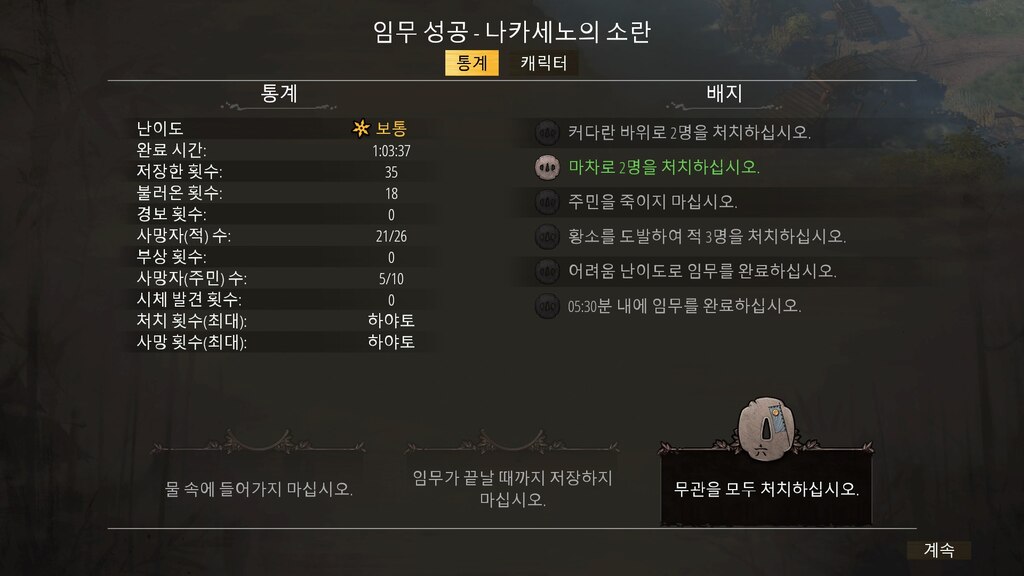 임무 성공 - 나카세노의 소란
통계 캐릭터
통계
난이도 보통
완료 시간: 1:03:37
저장한 횟수: 35
불러온 횟수: 18
경보 횟수: 0
사망자(적) 수: 21/26
부상 횟수: 0
사망자(주민) 수: 5/10
시체 발견 횟수: 0
처치 횟수(최대): 하야토
사망 횟수(최대): 하야토
배지
커다란 바위로 2명을 처치하십시오.
마차로 2명을 처치하십시오.
주민을 죽이지 마십시오.
황소를 도발하여 적 3명을 처치하십시오.
어려움 난이도로 임무를 완료하십시오.
05:30분 내에 임무를 완료하십시오.
물 속에 들어가지 마십시오.
임무가 끝날 때까지 저장하지
마십시오.
六
무관을 모두 처치하십시오.
계속